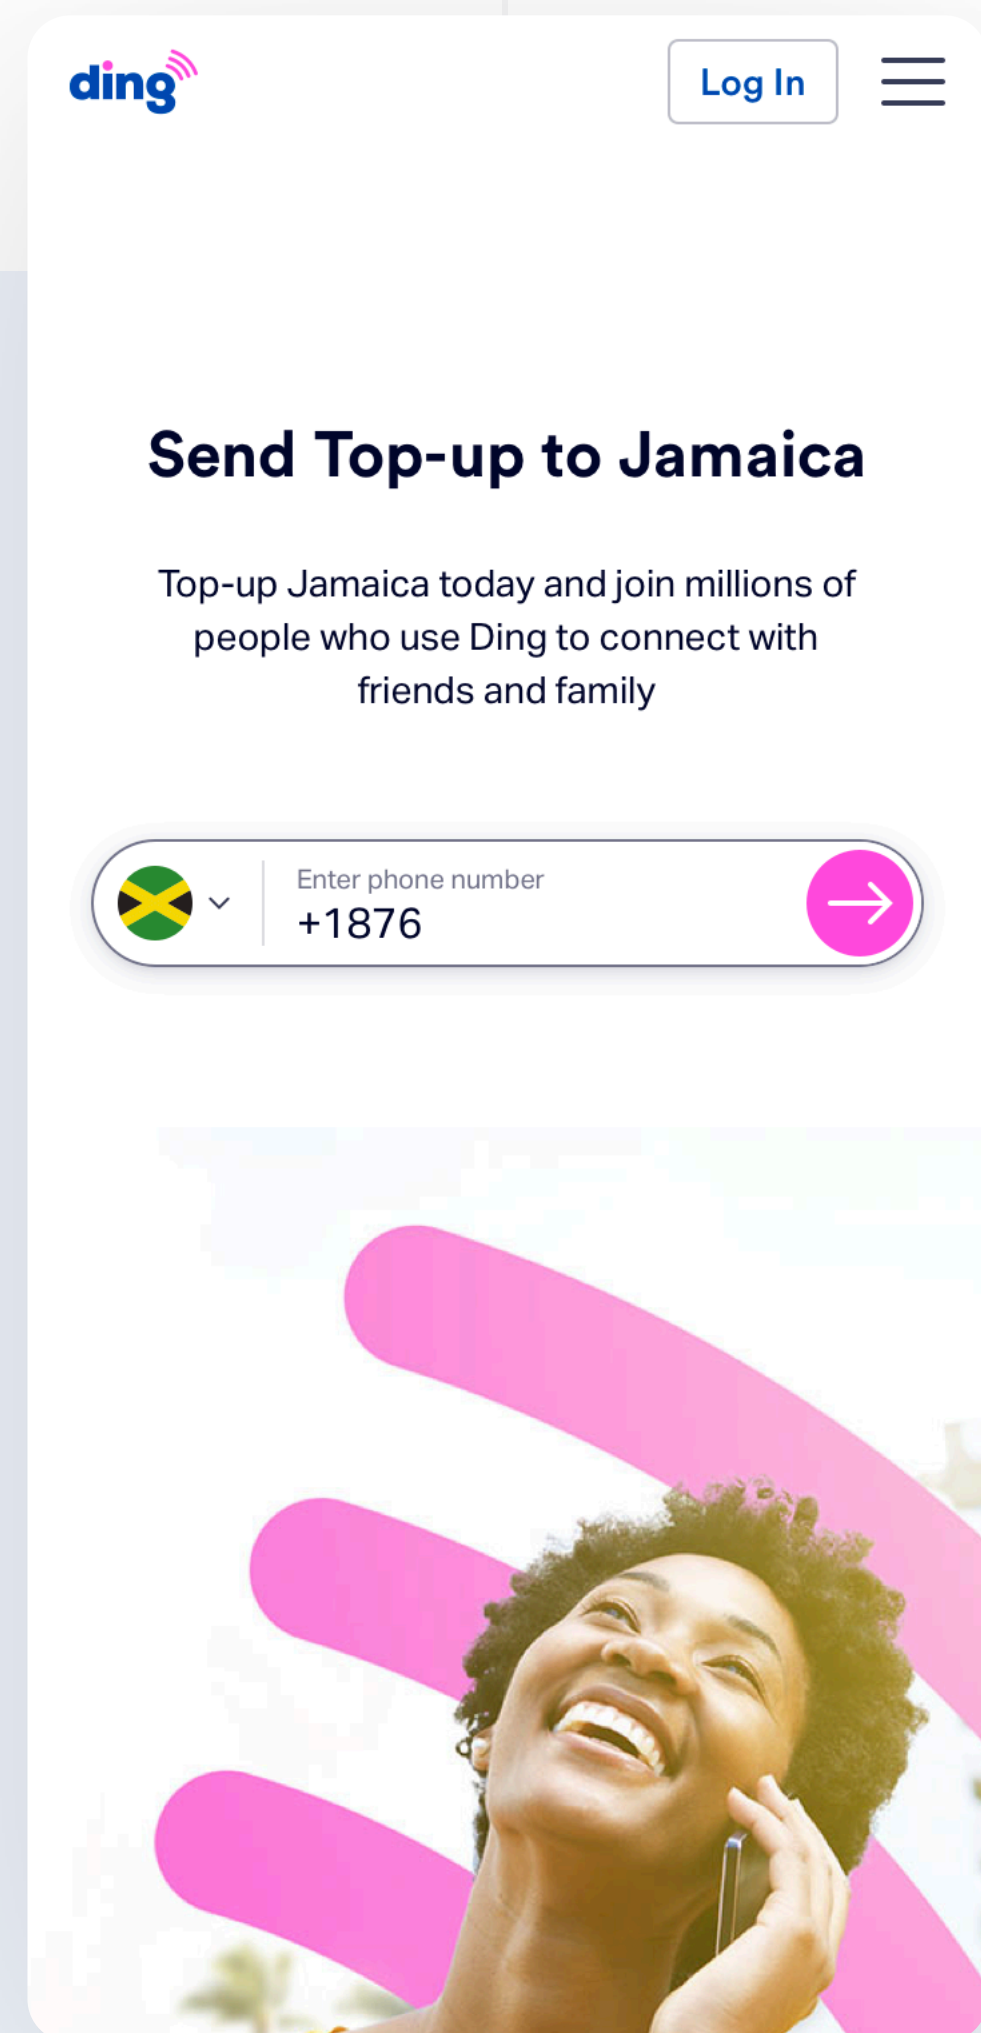 ding
Log In
Send Top-up to Jamaica
Top-up Jamaica today and join millions of
people who use Ding to connect with
friends and family
Enter phone number
+1876